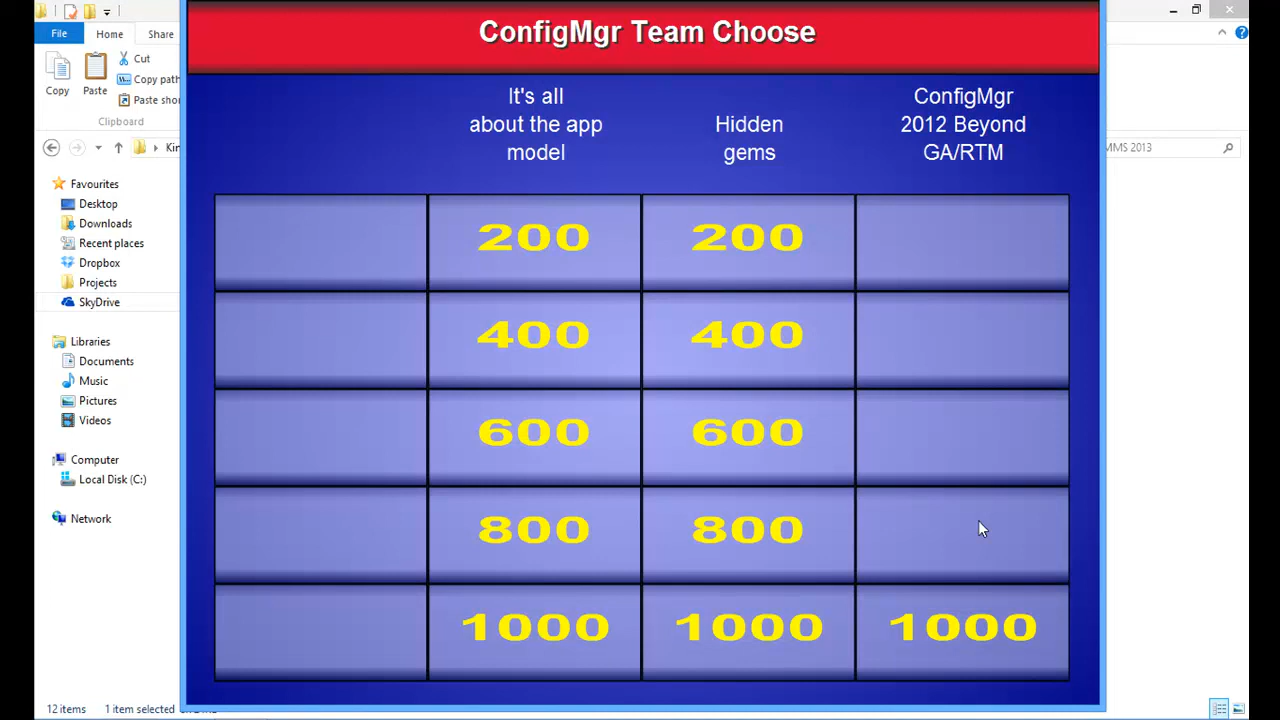 ConfigMgr Team Choose
File
Home
Share
Cut
Copy path
Paste shor
Copy
Paste
Clipboard
Kin
MMS 2013
Favourites
Desktop
Downloads
Recent places
Dropbox
Projects
SkyDrive
Libraries
Documents
Music
Pictures
Videos
Computer
Local Disk (C:)
Network
12 items
1 item selected
It's all
about the app
model
Hidden
gems
ConfigMgr
2012 Beyond
GA/RTM
200 200
400 400
600 600
800 800
1000 1000 1000